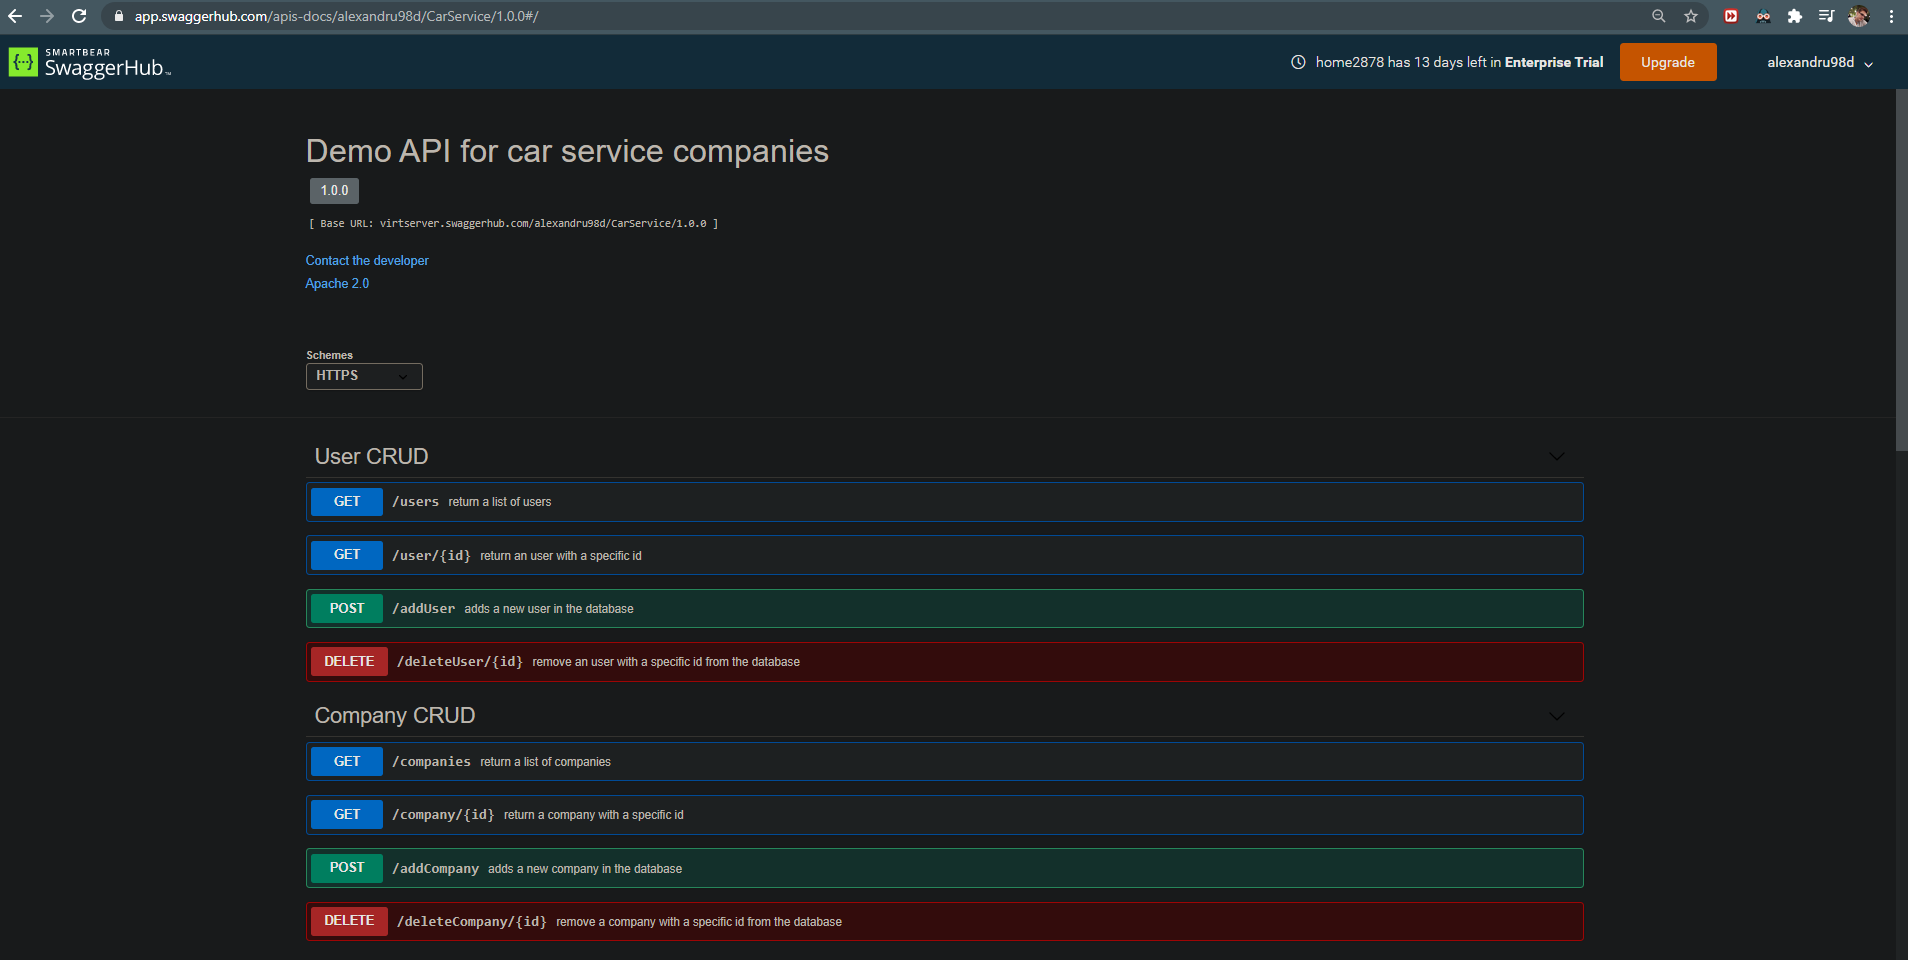 app.swaggerhub.com/apis-docs/alexandru98d/CarService/1.0.0#/
SMARTBEAR
SwaggerHub™
home2878 has 13 days left in Enterprise Trial
Upgrade
alexandru98d
Demo API for car service companies
1.0.0
[ Base URL: virtserver.swaggerhub.com/alexandru98d/CarService/1.0.0 ]
Contact the developer
Apache 2.0
Schemes
HTTPS
User CRUD
GET /users return a list of users
GET /user/{id} return an user with a specific id
POST /addUser adds a new user in the database
DELETE /deleteUser/{id} remove an user with a specific id from the database
Company CRUD
GET /companies return a list of companies
GET /company/{id} return a company with a specific id
POST /addCompany adds a new company in the database
DELETE /deleteCompany/{id} remove a company with a specific id from the database